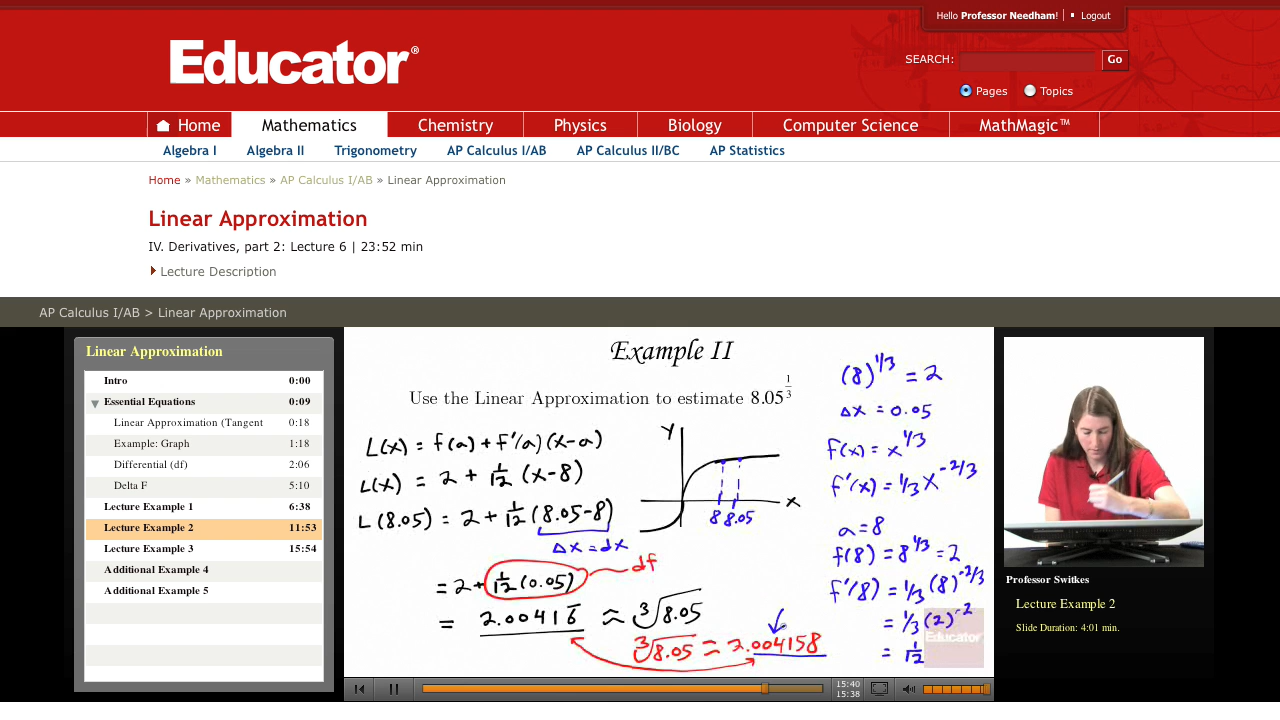 Hello Professor Needham! Logout
Educator®
SEARCH: Go
Pages Topics
Home Mathematics Chemistry Physics Biology Computer Science MathMagic™
Algebra I Algebra II Trigonometry AP Calculus I/AB AP Calculus II/BC AP Statistics
Home » Mathematics » AP Calculus I/AB » Linear Approximation
Linear Approximation
IV. Derivatives, part 2: Lecture 6 | 23:52 min
Lecture Description
AP Calculus I/AB > Linear Approximation
Linear Approximation
Intro 0:00
Essential Equations 0:09
Linear Approximation (Tangent 0:18
Example: Graph 1:18
Differential (df) 2:06
Delta F 5:10
Lecture Example 1 6:38
Lecture Example 2 11:53
Lecture Example 3 15:54
Additional Example 4
Additional Example 5
Example II
Use the Linear Approximation to estimate 8.05^(1/3)
L(x) = f(a) + f'(a) (x-a)
L(x) = 2 + 1/12 (x-8)
L(8.05) = 2 + 1/12 (8.05-8)
Δx = dx
= 2 + 1/12 (0.05)
df
= 2.00416̅ ≈ ∛8.05
∛8.05 ≈ 2.004158
y
x
8 8.05
(8)^1/3 = 2
Δx = 0.05
f(x) = x^1/3
f'(x) = 1/3 x^-2/3
a = 8
f(8) = 8^1/3 = 2
f'(8) = 1/3 (8)^-2/3
= 1/3 (2)^-2
= 1/12
Educator
15:40
15:38
Professor Switkes
Lecture Example 2
Slide Duration: 4:01 min.